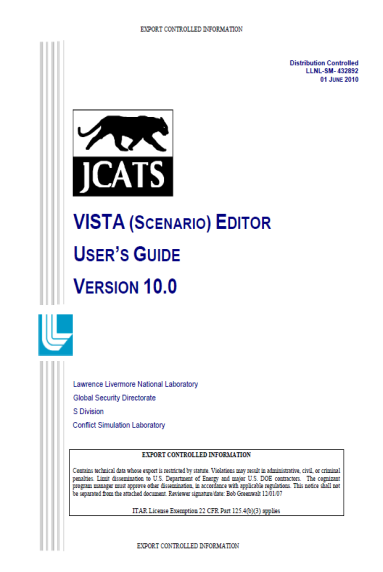 EXPORT CONTROLLED INFORMATION
Distribution Controlled
LLNL-SM- 432892
01 JUNE 2010
JCATS
VISTA (SCENARIO) EDITOR
USER'S GUIDE
VERSION 10.0
Lawrence Livermore National Laboratory
Global Security Directorate
S Division
Conflict Simulation Laboratory
EXPORT CONTROLLED INFORMATION
Contains technical data whose export is restricted by statute. Violations may result in administrative, civil, or criminal
penalties. Limit dissemination to U.S. Department of Energy and major U.S. DOE contractors. The cognizant
program manager must approve other dissemination, in accordance with applicable regulations. This notice shall not
be separated from the attached document. Reviewer signature/date: Bob Greenwalt 12/01/07
ITAR License Exemption 22 CFR Part 125.4(b)(3) applies
EXPORT CONTROLLED INFORMATION